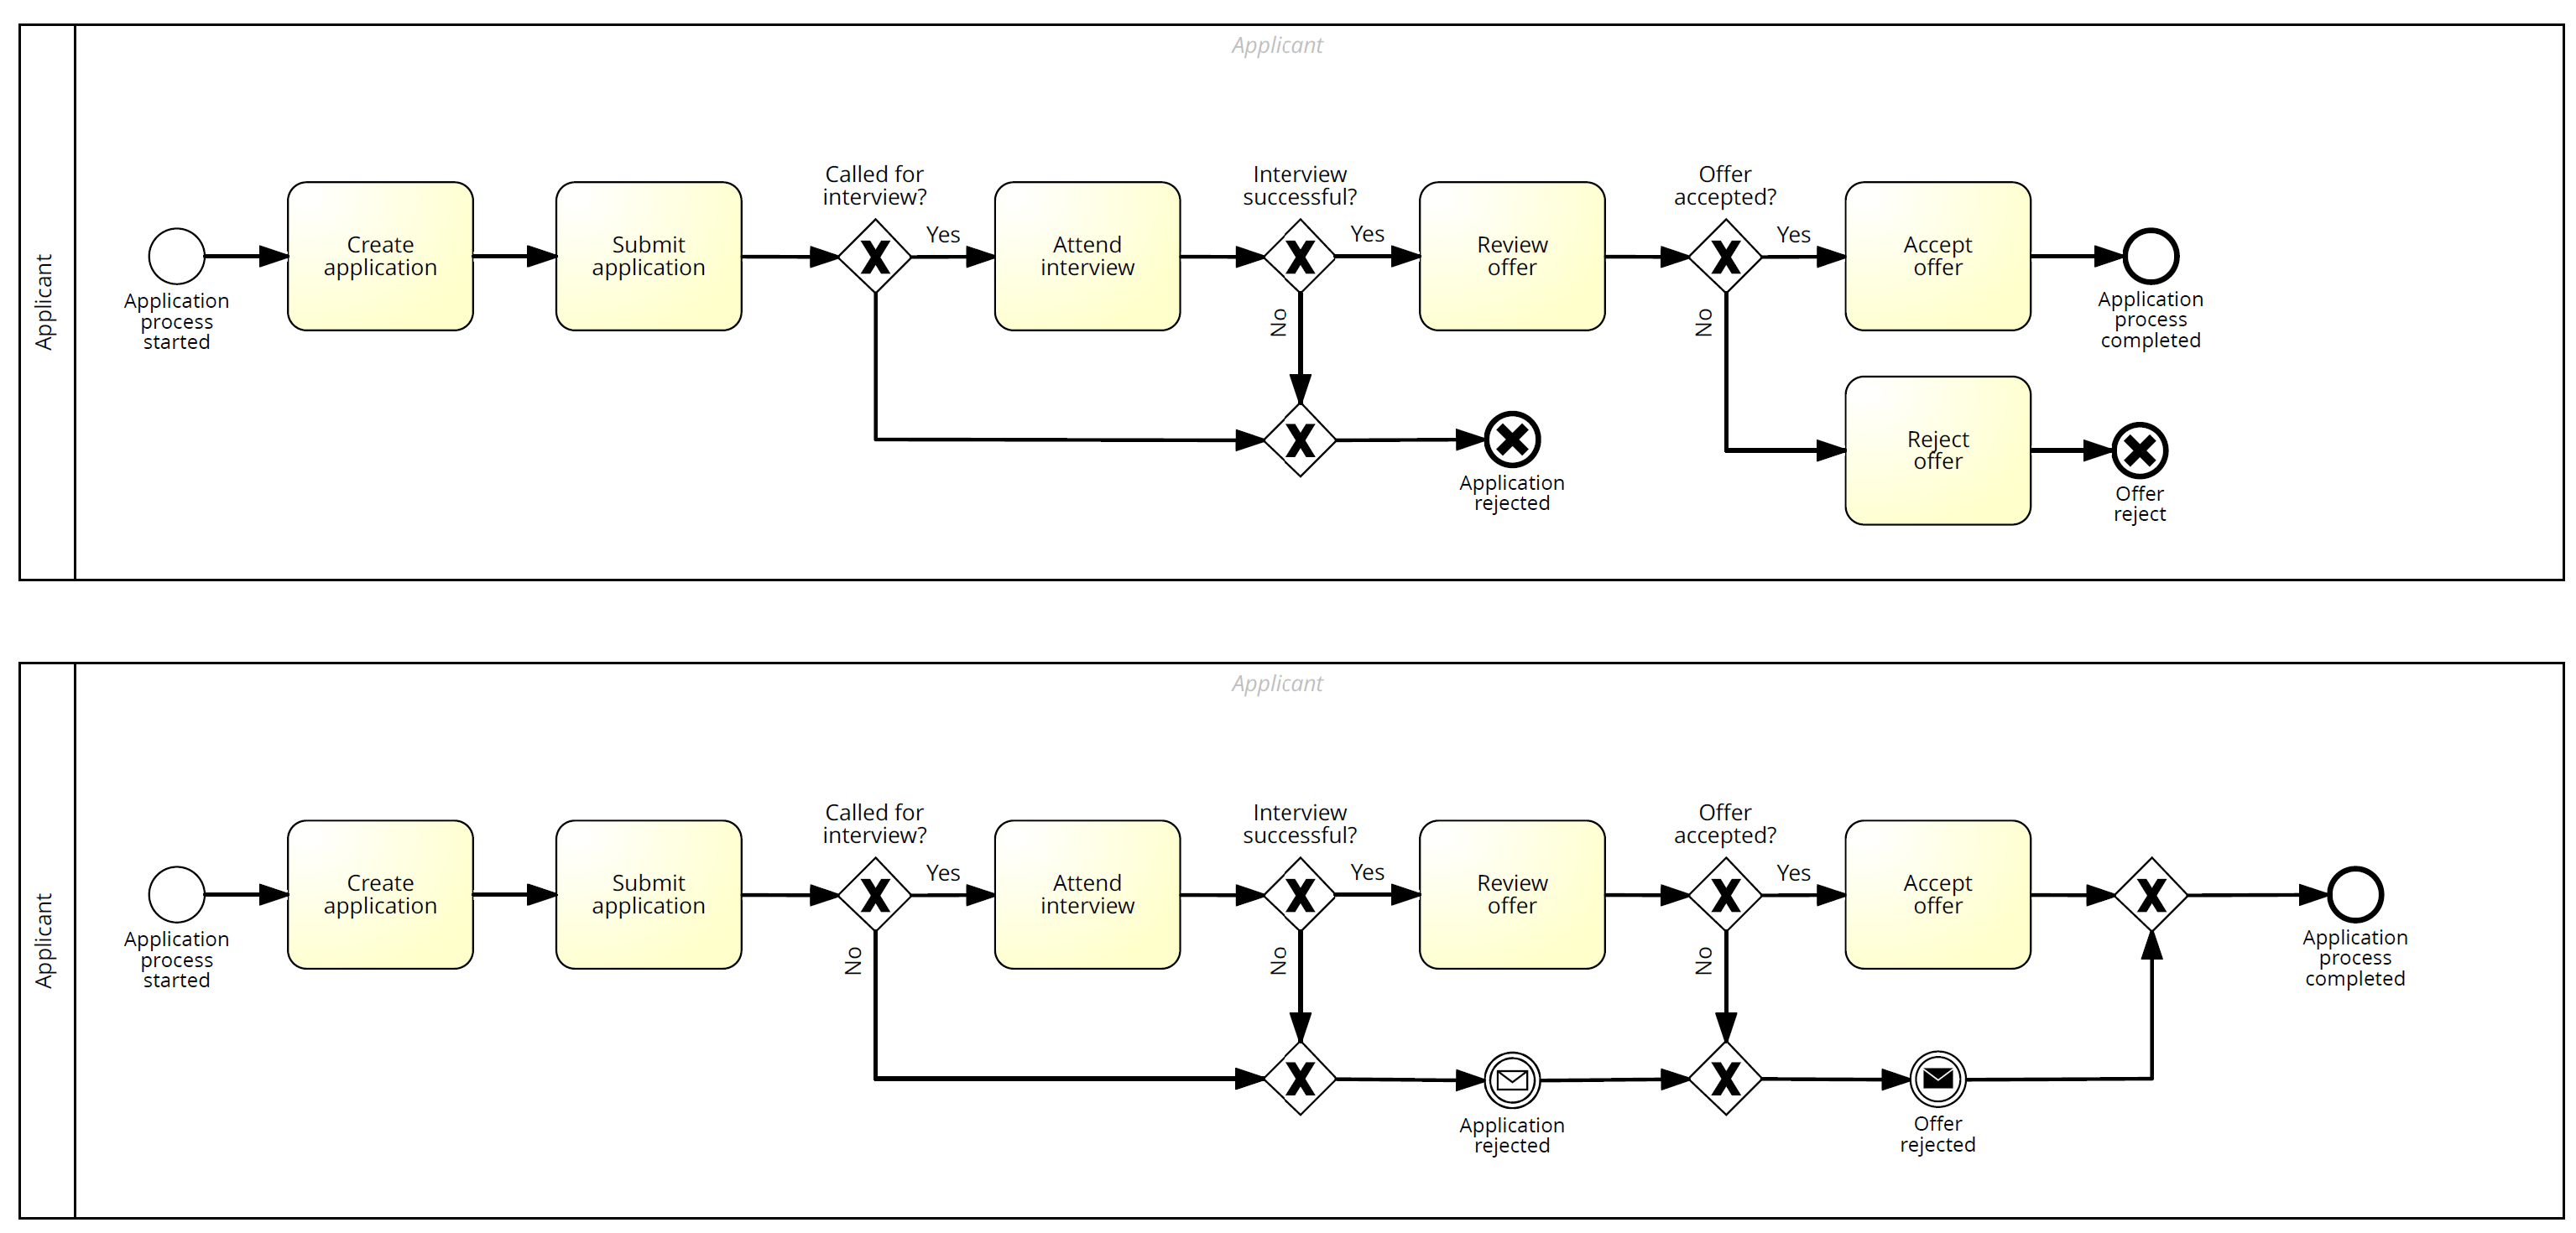 Applicant
Applicant
Called for
interview?
Interview
successful?
Offer
accepted?
Yes
Yes
Yes
Create
application
Submit
application
Attend
interview
Review
offer
Accept
offer
Application
process
started
No
No
Application
process
completed
Reject
offer
Application
rejected
Offer
reject
Applicant
Applicant
Called for
interview?
Interview
successful?
Offer
accepted?
Yes
Yes
Yes
Create
application
Submit
application
Attend
interview
Review
offer
Accept
offer
Application
process
started
No
No
No
Application
process
completed
Application
rejected
Offer
rejected